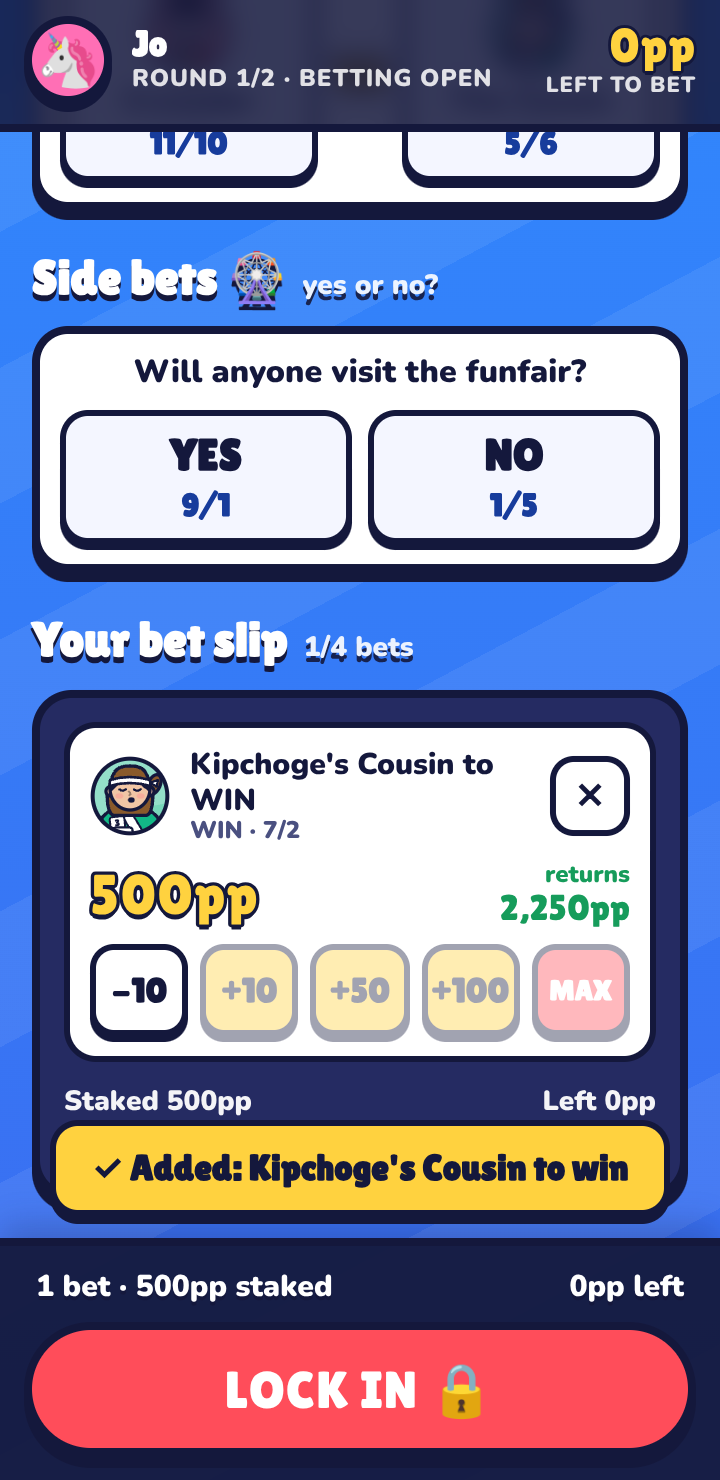 Jo
ROUND 1/2 · BETTING OPEN
0pp
LEFT TO BET
11/10
5/6
Side bets 🎡 yes or no?
Will anyone visit the funfair?
YES
9/1
NO
1/5
Your bet slip 1/4 bets
Kipchoge's Cousin to
WIN
WIN · 7/2
✕
500pp
returns
2,250pp
−10
+10
+50
+100
MAX
Staked 500pp
Left 0pp
✓ Added: Kipchoge's Cousin to win
1 bet · 500pp staked
0pp left
LOCK IN 🔒